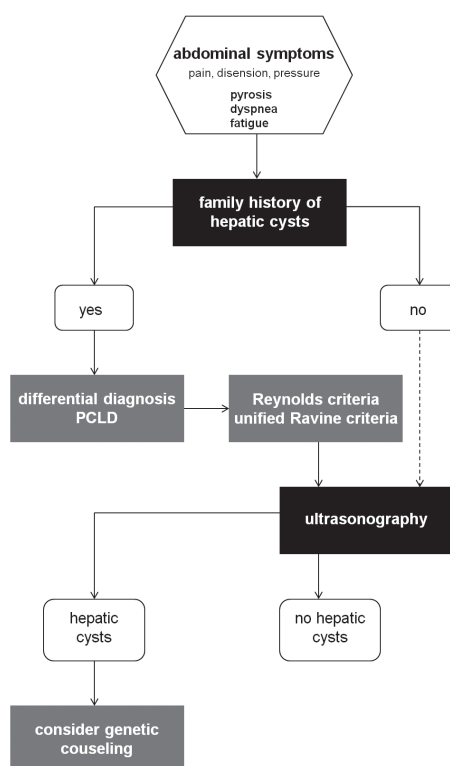 abdominal symptoms
pain, disension, pressure
pyrosis
dyspnea
fatigue
family history of
hepatic cysts
yes
no
differential diagnosis
PCLD
Reynolds criteria
unified Ravine criteria
ultrasonography
hepatic
cysts
no hepatic
cysts
consider genetic
couseling